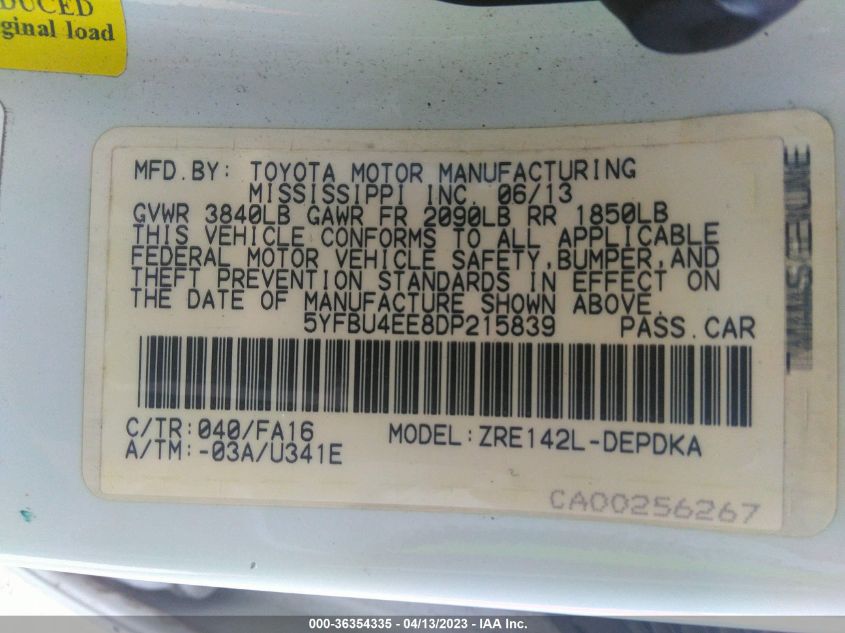 DUCED
ginal load
MFD.BY: TOYOTA MOTOR MANUFACTURING
MISSISSIPPI INC. 06/13
GVWR 3840LB GAWR FR 2090LB RR 1850LB
THIS VEHICLE CONFORMS TO ALL APPLICABLE
FEDERAL MOTOR VEHICLE SAFETY,BUMPER,AND
THEFT PREVENTION STANDARDS IN EFFECT ON
THE DATE OF MANUFACTURE SHOWN ABOVE.
5YFBU4EE8DP215839 PASS.CAR
C/TR:040/FA16 MODEL:ZRE142L-DEPDKA
A/TM:-03A/U341E
CA00256267
000-36354335 - 04/13/2023 - IAA Inc.